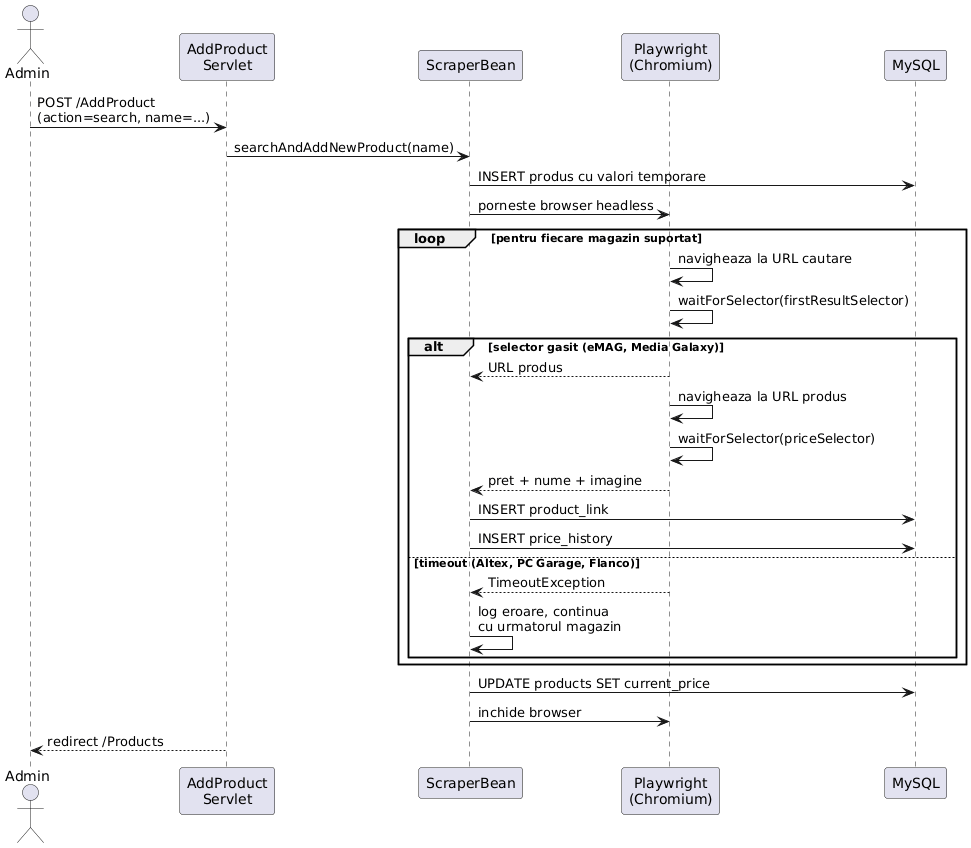 Admin
AddProduct
Servlet
ScraperBean
Playwright
(Chromium)
MySQL
POST /AddProduct
(action=search, name=...)
searchAndAddNewProduct(name)
INSERT produs cu valori temporare
porneste browser headless
loop [pentru fiecare magazin suportat]
navigheaza la URL cautare
waitForSelector(firstResultSelector)
alt [selector gasit (eMAG, Media Galaxy)]
URL produs
navigheaza la URL produs
waitForSelector(priceSelector)
pret + nume + imagine
INSERT product_link
INSERT price_history
[timeout (Altex, PC Garage, Flanco)]
TimeoutException
log eroare, continua
cu urmatorul magazin
UPDATE products SET current_price
inchide browser
redirect /Products
Admin
AddProduct
Servlet
ScraperBean
Playwright
(Chromium)
MySQL